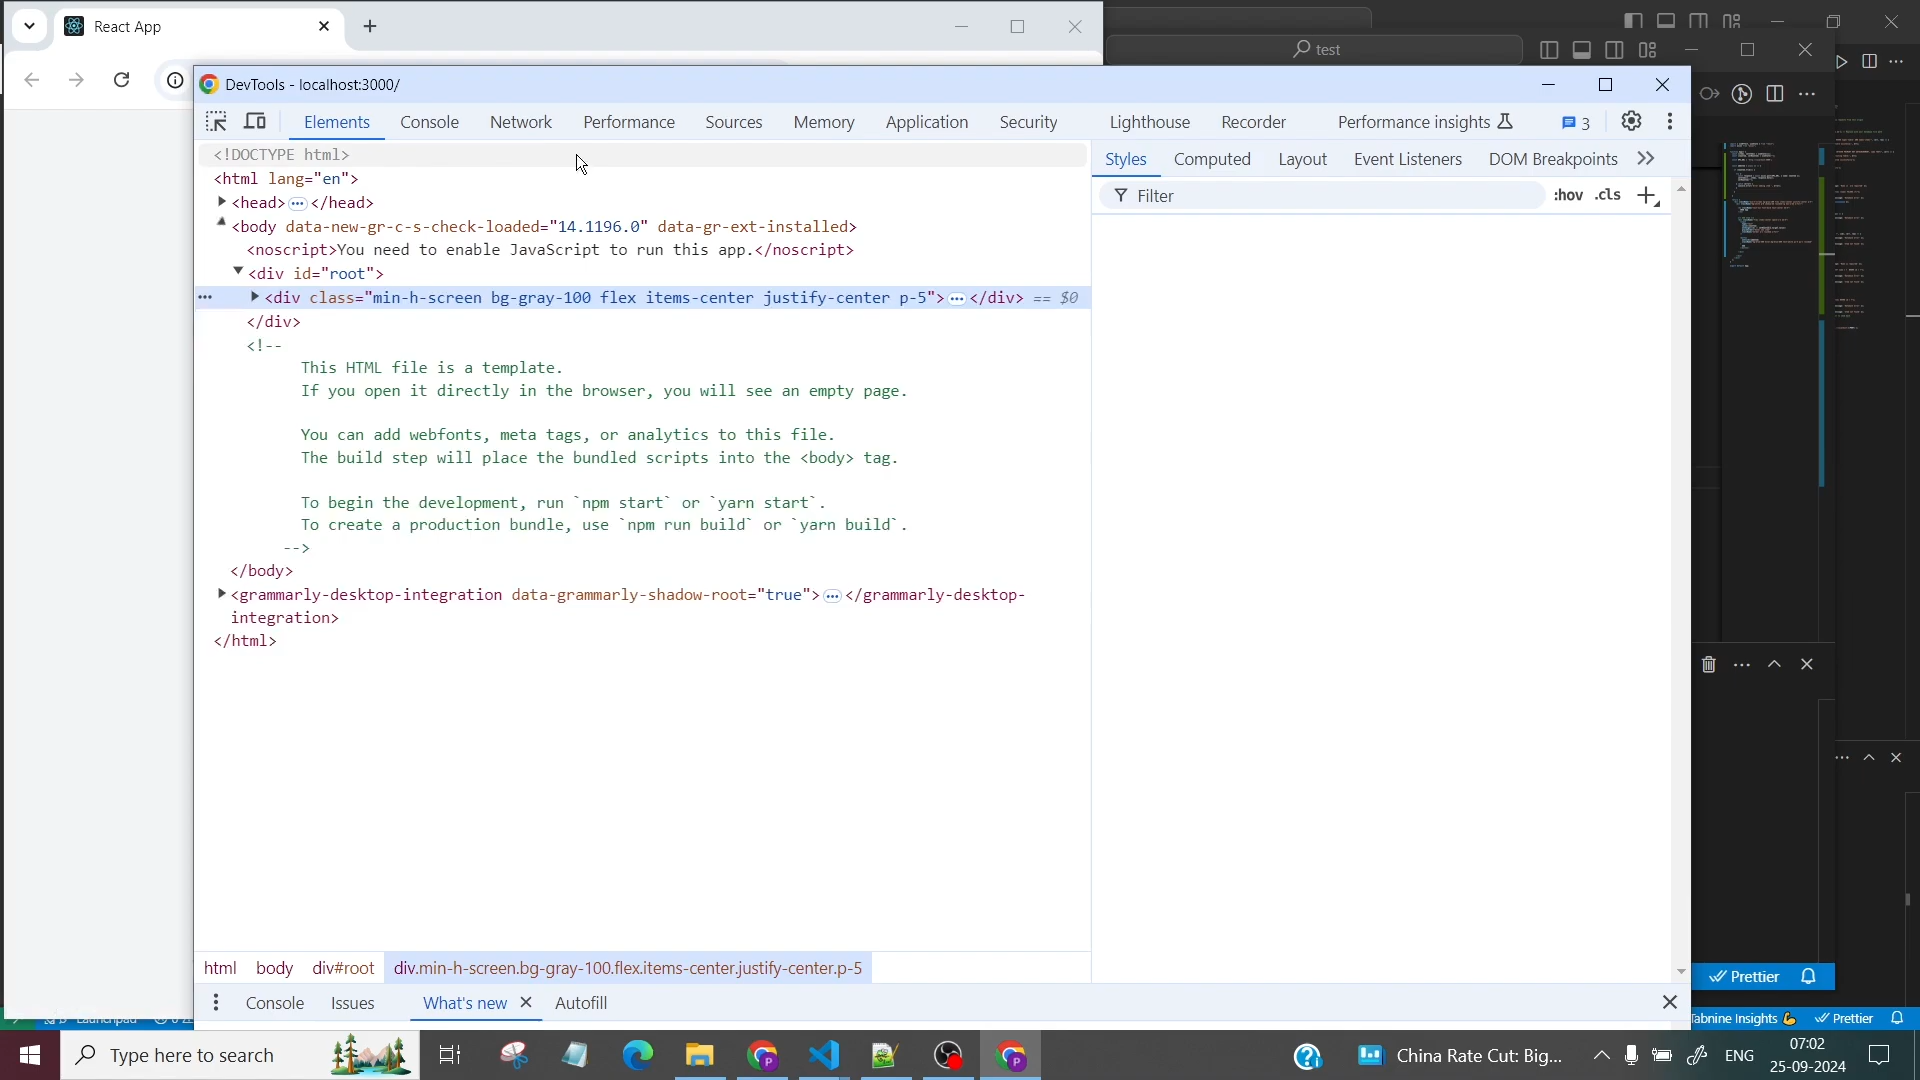 React App
test
DevTools - localhost:3000/
Elements
Console
Network
Performance
Sources
Memory
Application
Security
Lighthouse
Recorder
Performance insights
3
<!DOCTYPE html>
<html lang="en">
<head>…</head>
<body data-new-gr-c-s-check-loaded="14.1196.0" data-gr-ext-installed>
<noscript>You need to enable JavaScript to run this app.</noscript>
<div id="root">
<div class="min-h-screen bg-gray-100 flex items-center justify-center p-5">…</div> == $0
</div>
<!--
This HTML file is a template.
If you open it directly in the browser, you will see an empty page.
You can add webfonts, meta tags, or analytics to this file.
The build step will place the bundled scripts into the <body> tag.
To begin the development, run `npm start` or `yarn start`.
To create a production bundle, use `npm run build` or `yarn build`.
-->
</body>
<grammarly-desktop-integration data-grammarly-shadow-root="true">…</grammarly-desktop-
integration>
</html>
Styles
Computed
Layout
Event Listeners
DOM Breakpoints
Filter
:hov .cls
html
body
div#root
div.min-h-screen.bg-gray-100.flex.items-center.justify-center.p-5
Console
Issues
What's new
Autofill
Prettier
Launchpad
Tabnine Insights
Prettier
Type here to search
China Rate Cut: Big...
ENG
07:02
25-09-2024